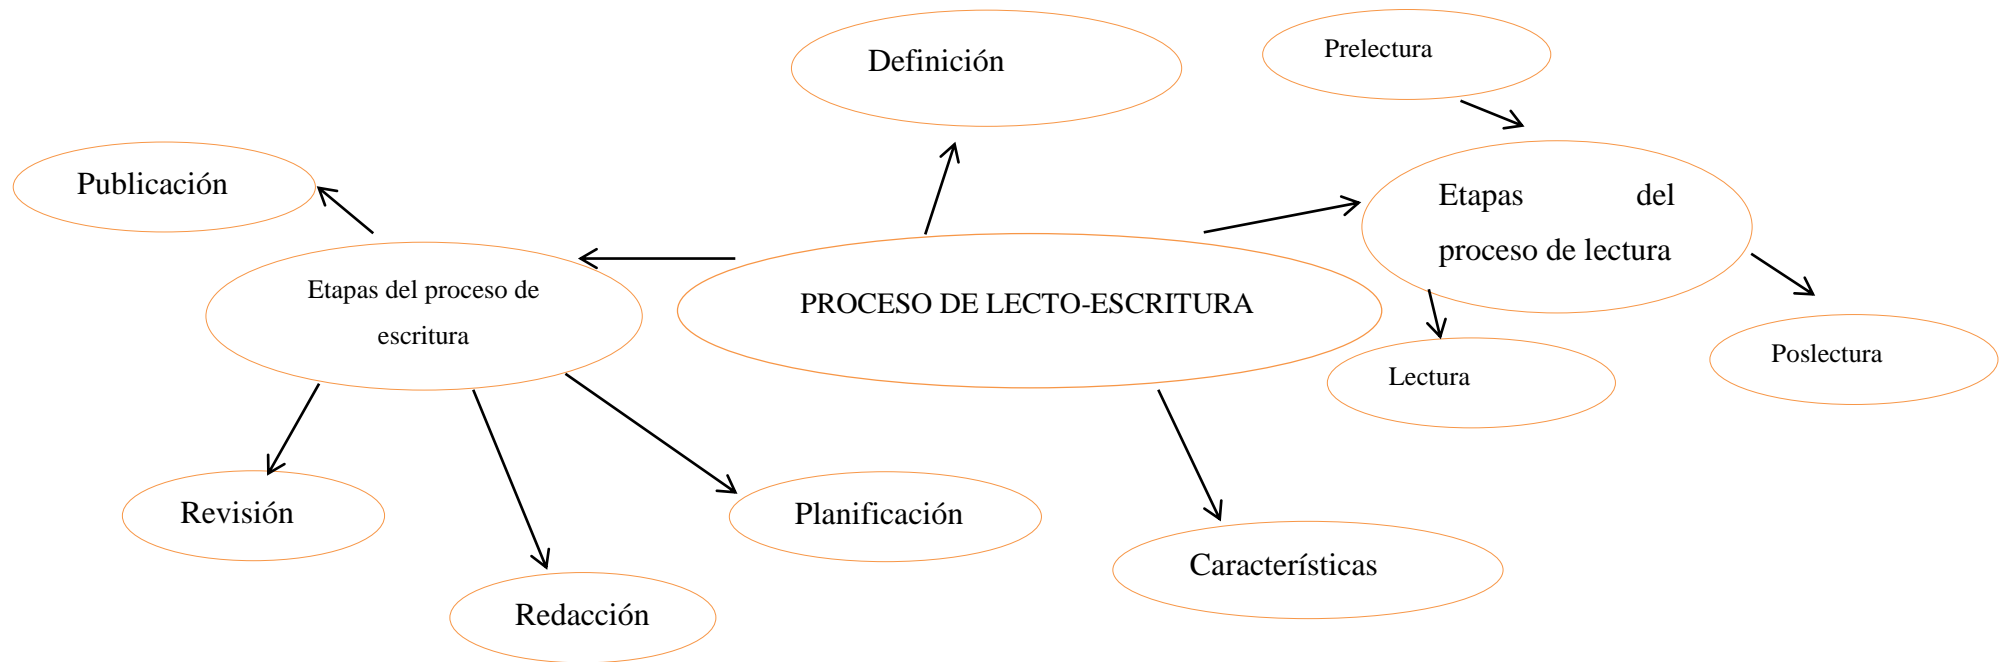 Definición
Prelectura
Publicación
Etapas del
proceso de lectura
Etapas del proceso de
escritura
PROCESO DE LECTO-ESCRITURA
Poslectura
Lectura
Revisión
Planificación
Características
Redacción